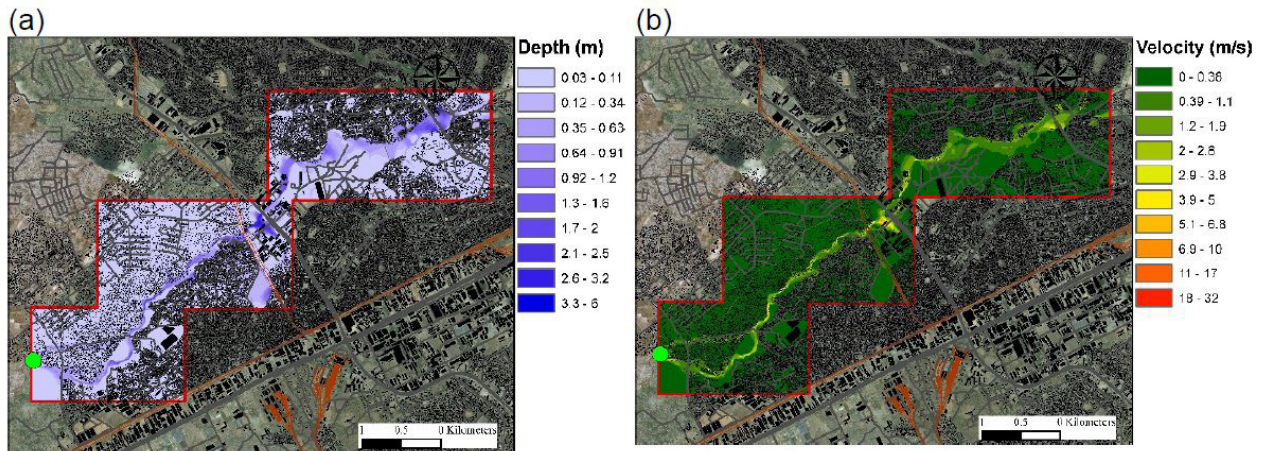 (a)
Depth (m)
0.03 - 0.11
0.12 - 0.34
0.35 - 0.63
0.64 - 0.91
0.92 - 1.2
1.3 - 1.6
1.7 - 2
2.1 - 2.5
2.6 - 3.2
3.3 - 6
1 0.5 0 Kilometers
(b)
Velocity (m/s)
0 - 0.38
0.39 - 1.1
1.2 - 1.9
2 - 2.8
2.9 - 3.8
3.9 - 5
5.1 - 6.8
6.9 - 10
11 - 17
18 - 32
1 0.5 0 Kilometers